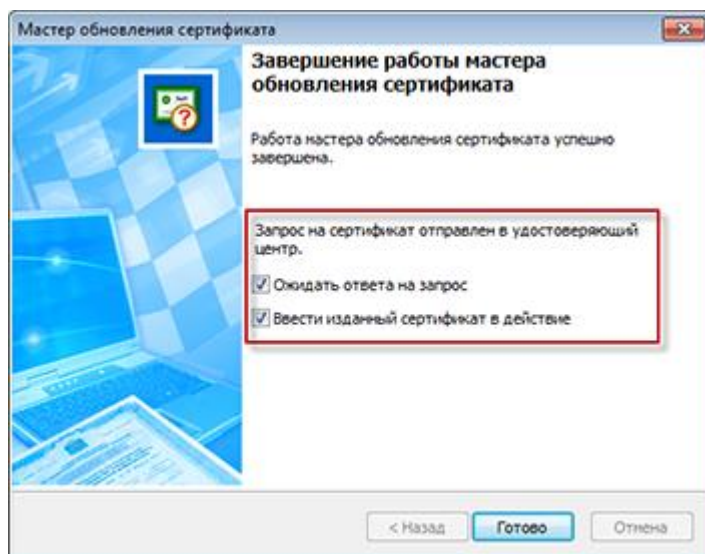 Мастер обновления сертификата
Завершение работы мастера
обновления сертификата
Работа мастера обновления сертификата успешно
завершена.
Запрос на сертификат отправлен в удостоверяющий
центр.
Ожидать ответа на запрос
Ввести изданный сертификат в действие
< Назад
Готово
Отмена